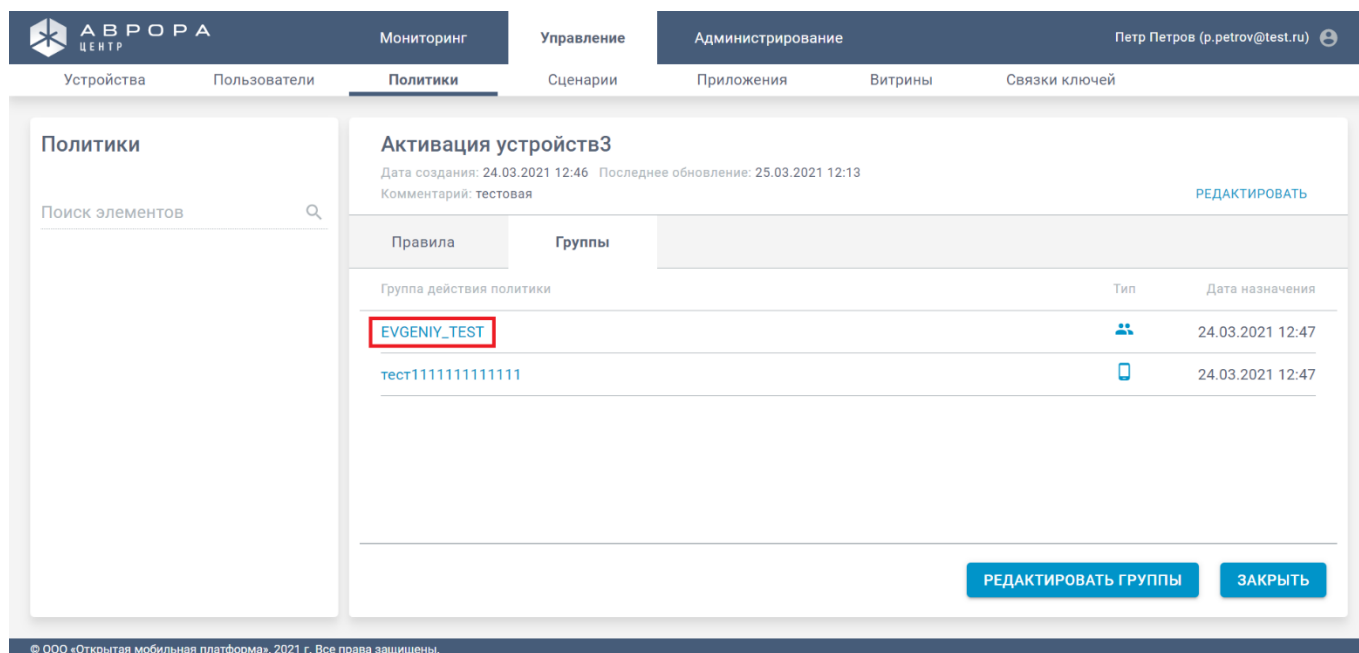 АВРОРА
ЦЕНТР
Мониторинг Управление Администрирование Петр Петров (p.petrov@test.ru)
Устройства Пользователи Политики Сценарии Приложения Витрины Связки ключей
Политики
Поиск элементов
Активация устройств3
Дата создания: 24.03.2021 12:46 Последнее обновление: 25.03.2021 12:13
Комментарий: тестовая
РЕДАКТИРОВАТЬ
Правила Группы
Группа действия политики Тип Дата назначения
EVGENIY_TEST 24.03.2021 12:47
тест1111111111111 24.03.2021 12:47
РЕДАКТИРОВАТЬ ГРУППЫ ЗАКРЫТЬ
© ООО «Открытая мобильная платформа», 2021 г. Все права защищены.